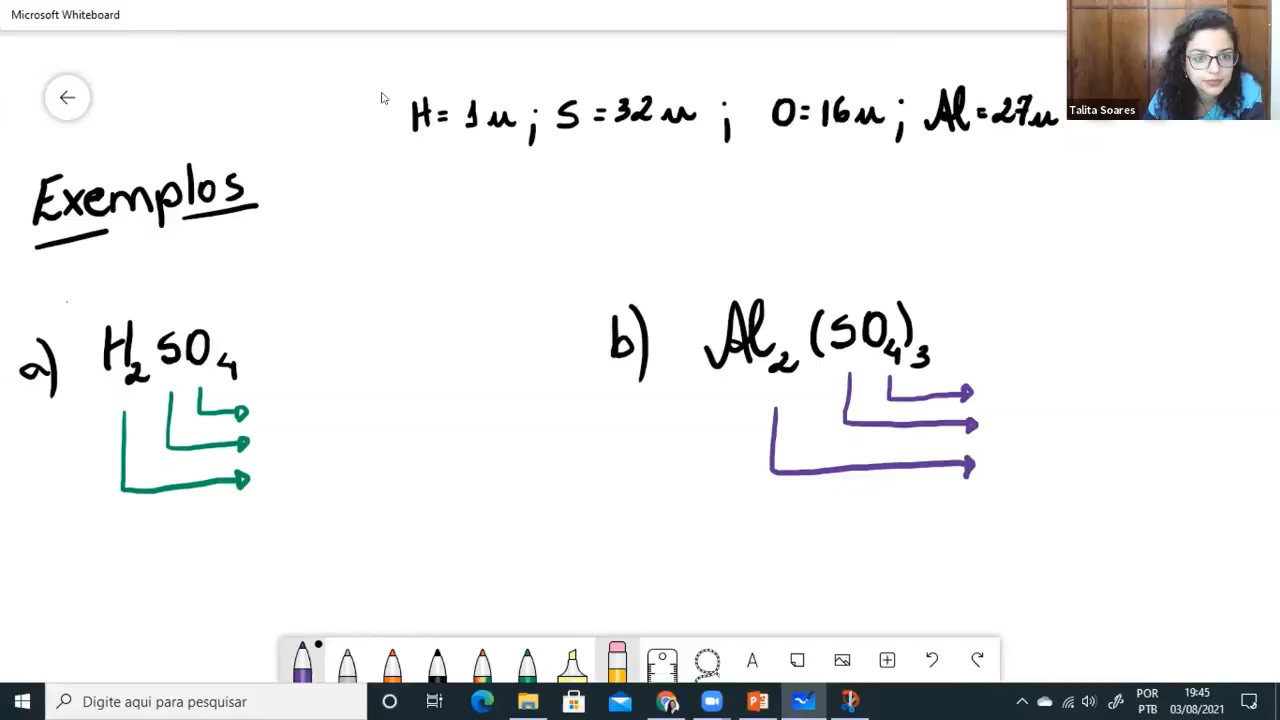 Microsoft Whiteboard
Talita Soares
H = 1u ; S = 32u ; O = 16u ; Al = 27u
Exemplos
a) H2SO4
b) Al2(SO4)3
A
Digite aqui para pesquisar
POR
PTB
19:45
03/08/2021